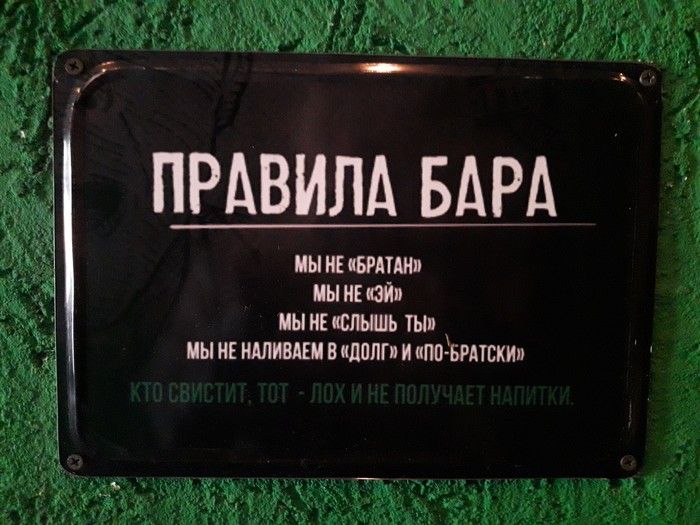 ПРАВИЛА БАРА
МЫ НЕ «БРАТАН»
МЫ НЕ «ЭЙ»
МЫ НЕ «СЛЫШЬ ТЫ»
МЫ НЕ НАЛИВАЕМ В «ДОЛГ» И «ПО-БРАТСКИ»
КТО СВИСТИТ, ТОТ - ЛОХ И НЕ ПОЛУЧАЕТ НАПИТКИ.